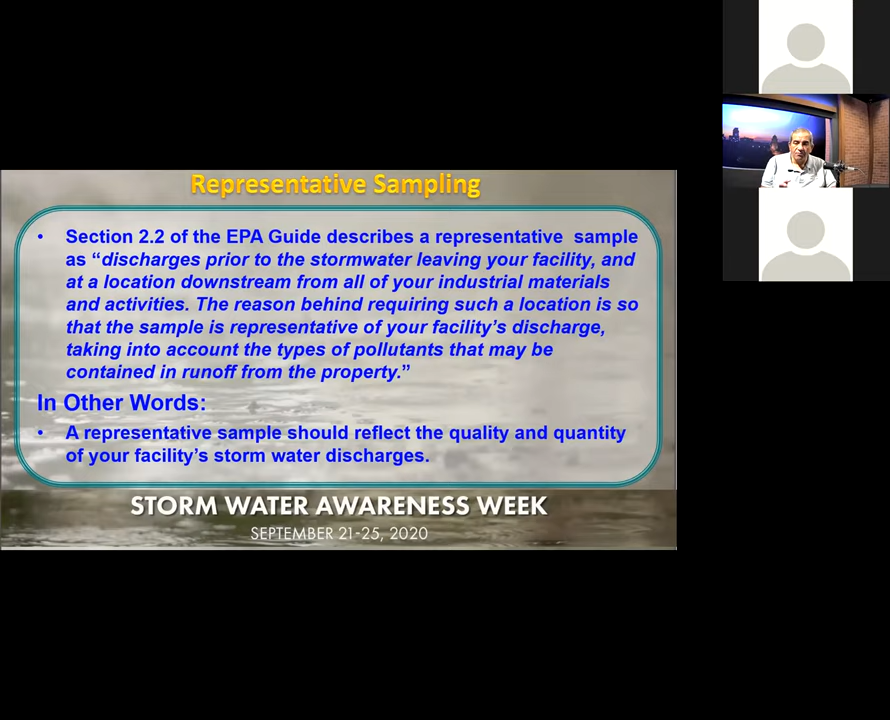 Representative Sampling
• Section 2.2 of the EPA Guide describes a representative sample
as “discharges prior to the stormwater leaving your facility, and
at a location downstream from all of your industrial materials
and activities. The reason behind requiring such a location is so
that the sample is representative of your facility’s discharge,
taking into account the types of pollutants that may be
contained in runoff from the property.”
In Other Words:
• A representative sample should reflect the quality and quantity
of your facility’s storm water discharges.
STORM WATER AWARENESS WEEK
SEPTEMBER 21-25, 2020